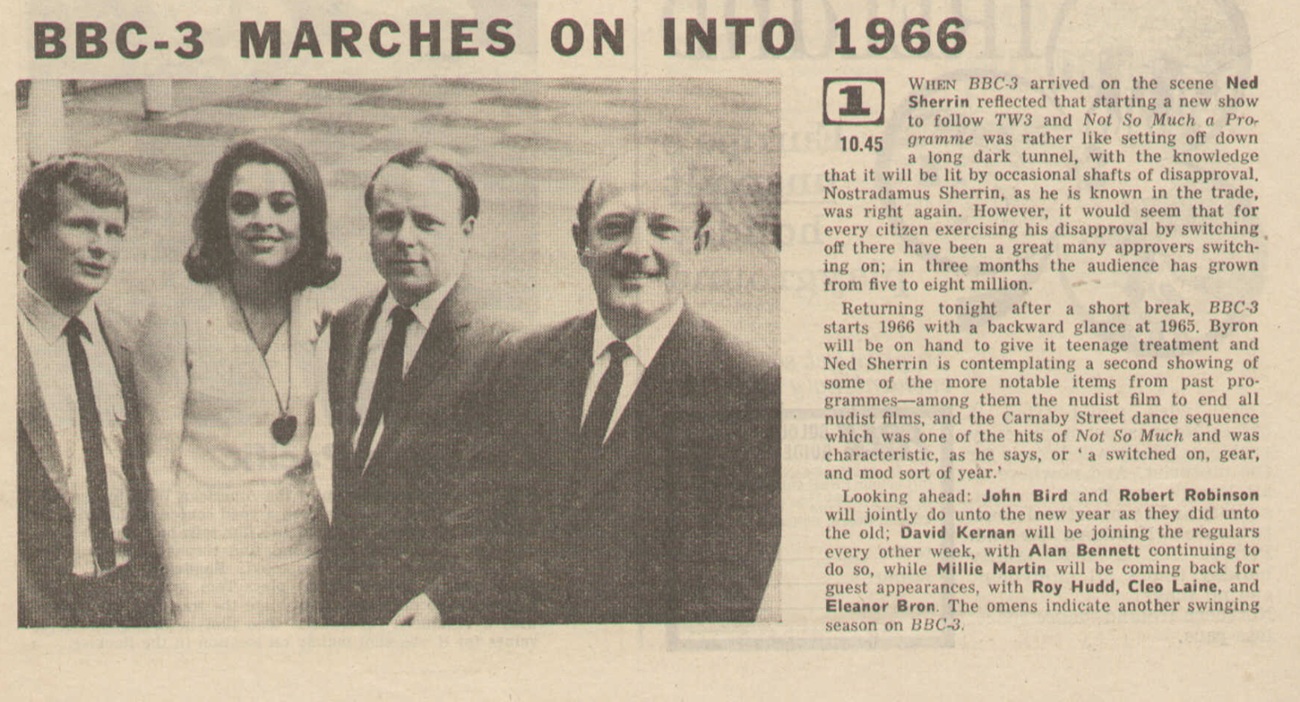 BBC-3 MARCHES ON INTO 1966
1
10.45
WHEN BBC-3 arrived on the scene Ned
Sherrin reflected that starting a new show
to follow TW3 and Not So Much a Pro-
gramme was rather like setting off down
a long dark tunnel, with the knowledge
that it will be lit by occasional shafts of disapproval.
Nostradamus Sherrin, as he is known in the trade,
was right again. However, it would seem that for
every citizen exercising his disapproval by switching
off there have been a great many approvers switch-
ing on; in three months the audience has grown
from five to eight million.
Returning tonight after a short break, BBC-3
starts 1966 with a backward glance at 1965. Byron
will be on hand to give it teenage treatment and
Ned Sherrin is contemplating a second showing of
some of the more notable items from past pro-
grammes—among them the nudist film to end all
nudist films, and the Carnaby Street dance sequence
which was one of the hits of Not So Much and was
characteristic, as he says, or ‘a switched on, gear,
and mod sort of year.’
Looking ahead: John Bird and Robert Robinson
will jointly do unto the new year as they did unto
the old; David Kernan will be joining the regulars
every other week, with Alan Bennett continuing to
do so, while Millie Martin will be coming back for
guest appearances, with Roy Hudd, Cleo Laine, and
Eleanor Bron. The omens indicate another swinging
season on BBC-3.